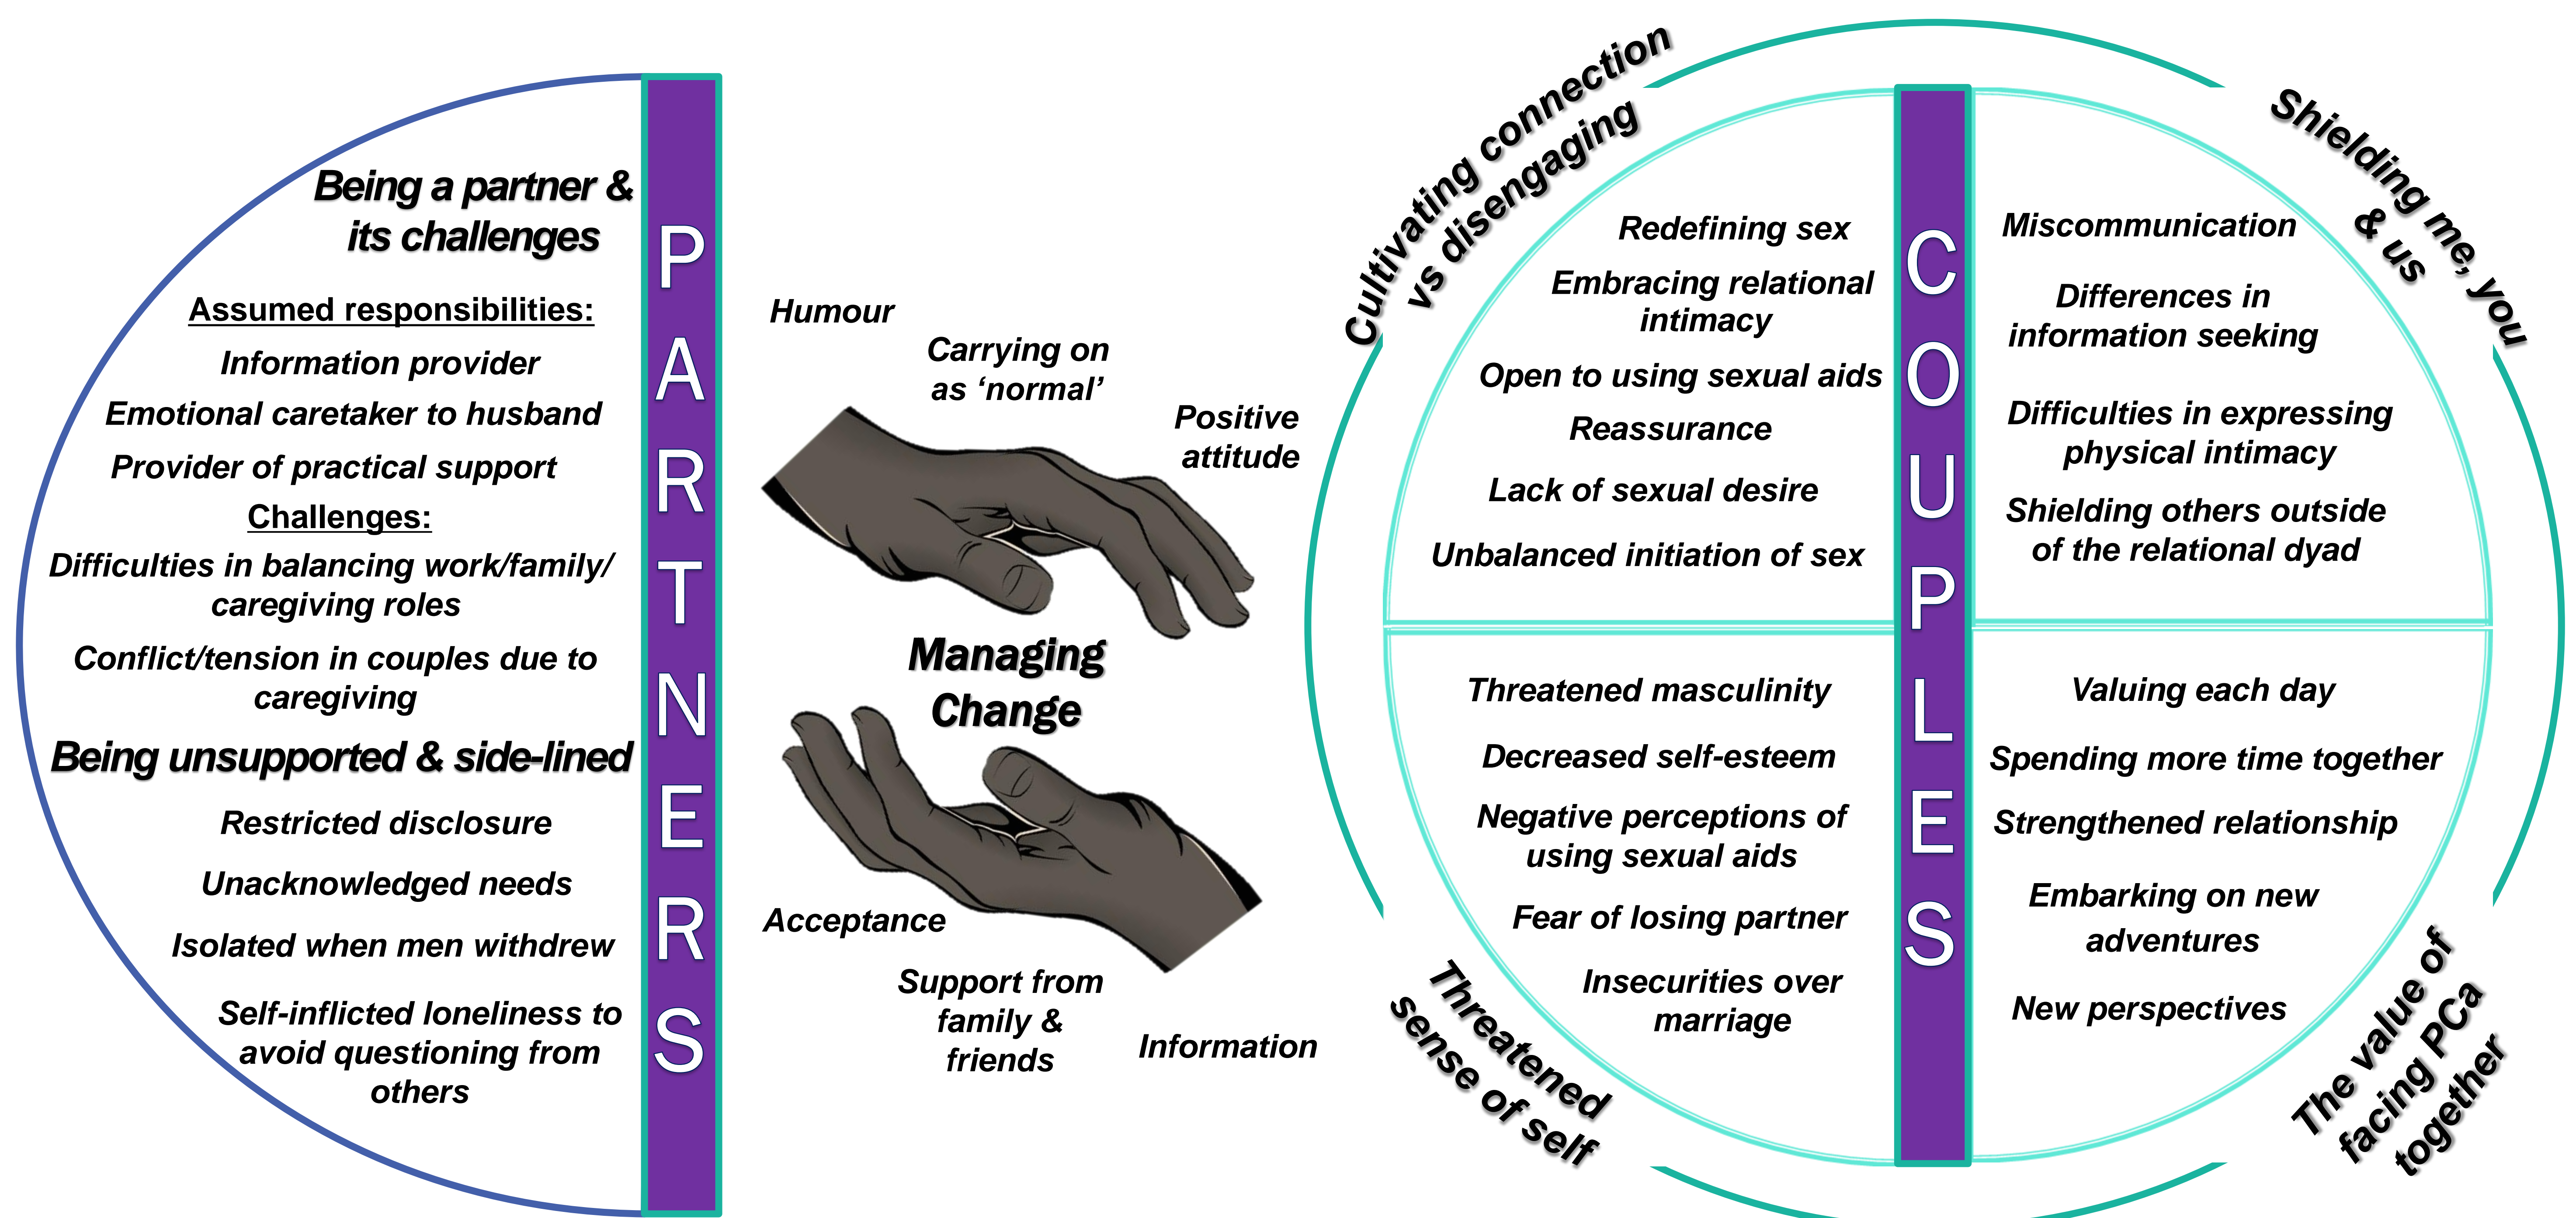 Being a partner &
its challenges
Assumed responsibilities:
Information provider
Emotional caretaker to husband
Provider of practical support
Challenges:
Difficulties in balancing work/family/
caregiving roles
Conflict/tension in couples due to
caregiving
Being unsupported & side-lined
Restricted disclosure
Unacknowledged needs
Isolated when men withdrew
Self-inflicted loneliness to
avoid questioning from
others
PARTNERS
Humour
Carrying on
as ‘normal’
Positive
attitude
Managing
Change
Acceptance
Support from
family &
friends
Information
Cultivating connection
vs disengaging
Redefining sex
Embracing relational
intimacy
Open to using sexual aids
Reassurance
Lack of sexual desire
Unbalanced initiation of sex
COUPLES
Shielding me, you
& us
Miscommunication
Differences in
information seeking
Difficulties in expressing
physical intimacy
Shielding others outside
of the relational dyad
Threatened masculinity
Decreased self-esteem
Negative perceptions of
using sexual aids
Fear of losing partner
Insecurities over
marriage
Threatened
sense of self
Valuing each day
Spending more time together
Strengthened relationship
Embarking on new
adventures
New perspectives
The value of
facing PCa
together